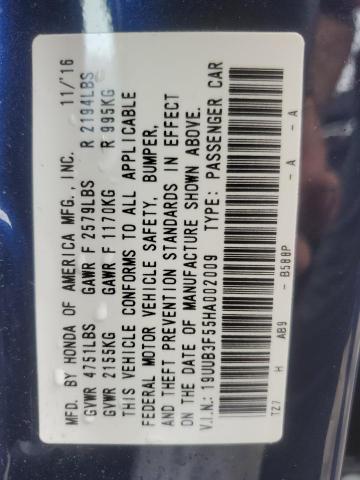 MFD. BY HONDA OF AMERICA MFG., INC. 11/'16
GVWR 4751LBS GAWR F 2579LBS R 2194LBS
GVWR 2155KG GAWR F 1170KG R 995KG
THIS VEHICLE CONFORMS TO ALL APPLICABLE
FEDERAL MOTOR VEHICLE SAFETY, BUMPER,
AND THEFT PREVENTION STANDARDS IN EFFECT
ON THE DATE OF MANUFACTURE SHOWN ABOVE.
V.I.N.: 19UUB3F55HA002009 TYPE: PASSENGER CAR
TZ7 H AB9 - B588P - A - A